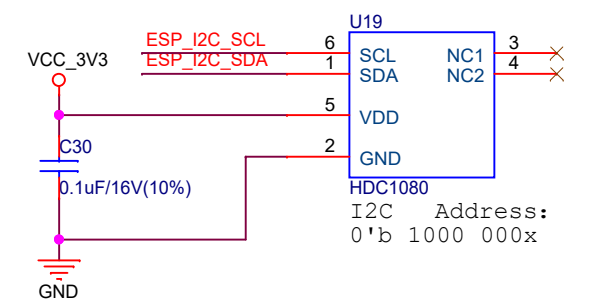 U19
ESP_I2C_SCL
6
SCL
NC1
3
VCC_3V3
ESP_I2C_SDA
1
SDA
NC2
4
5
VDD
C30
2
GND
0.1uF/16V(10%)
HDC1080
I2C Address:
0'b 1000 000x
GND